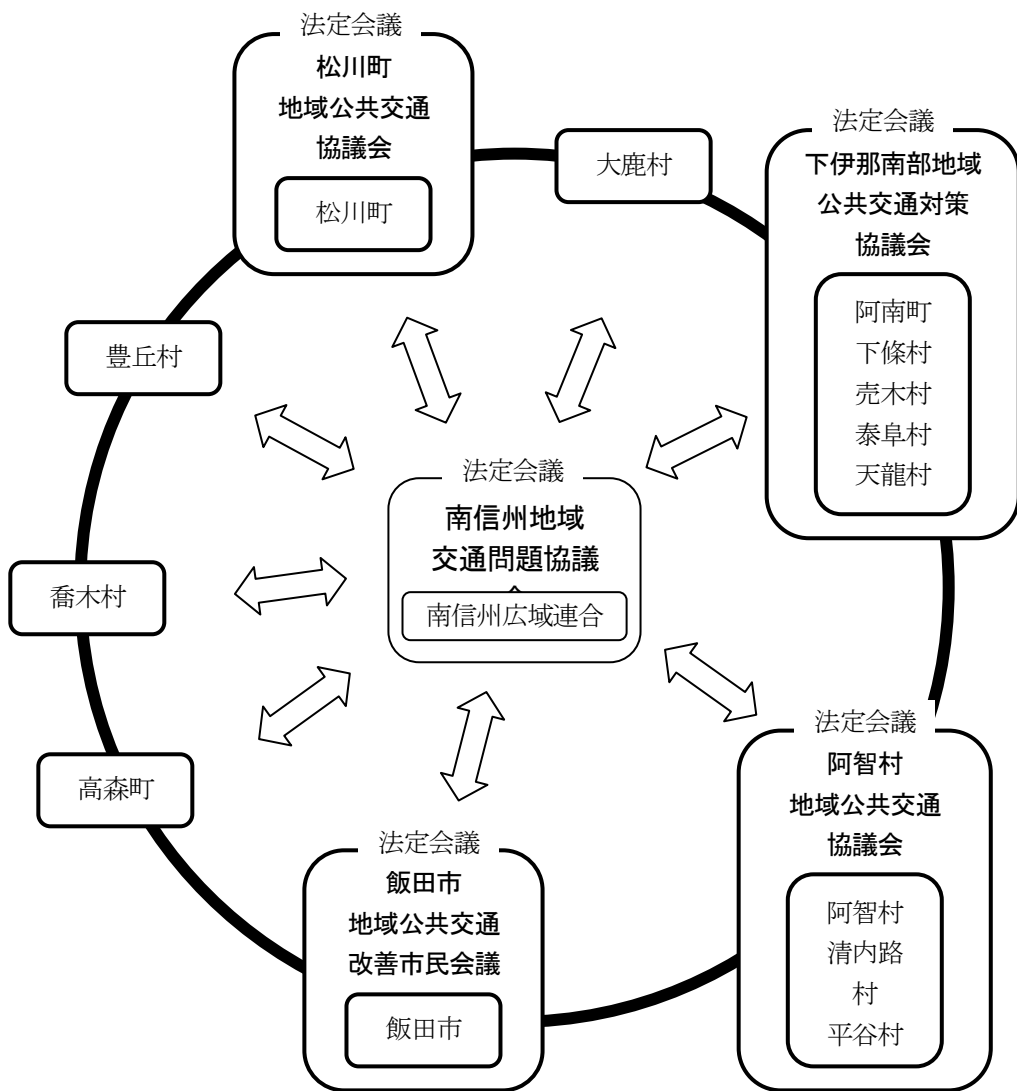 法定会議
松川町
地域公共交通
協議会
松川町
大鹿村
法定会議
下伊那南部地域
公共交通対策
協議会
阿南町
下條村
売木村
泰阜村
天龍村
豊丘村
法定会議
南信州地域
交通問題協議
南信州広域連合
喬木村
高森町
法定会議
阿智村
地域公共交通
協議会
阿智村
清内路
村
平谷村
法定会議
飯田市
地域公共交通
改善市民会議
飯田市